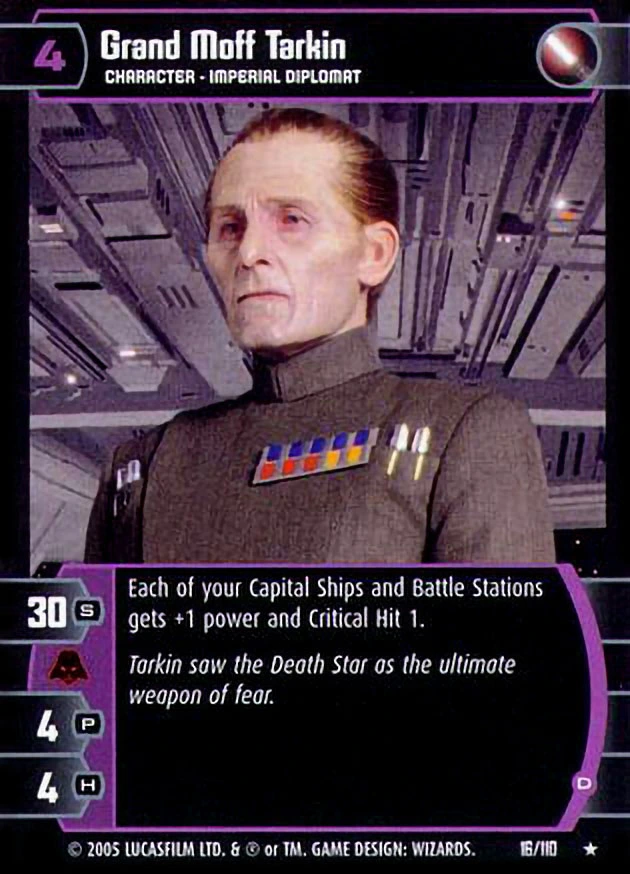 4
Grand Moff Tarkin
CHARACTER - IMPERIAL DIPLOMAT
30 S
Each of your Capital Ships and Battle Stations
gets +1 power and Critical Hit 1.
Tarkin saw the Death Star as the ultimate
weapon of fear.
4 P
4 H
D
© 2005 LUCASFILM LTD. & ® or TM. GAME DESIGN: WIZARDS. 16/110 ★